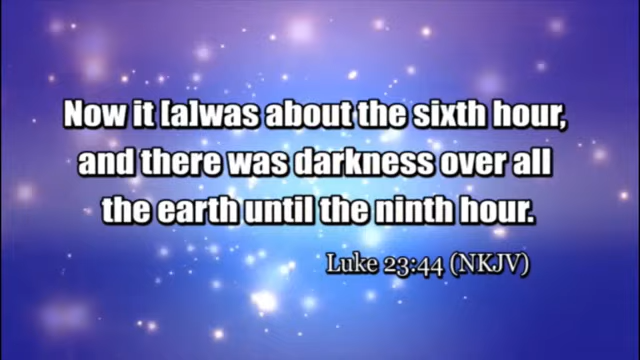 Now it [a]was about the sixth hour,
and there was darkness over all
the earth until the ninth hour.
Luke 23:44 (NKJV)